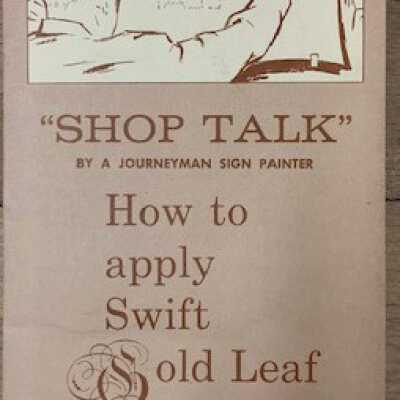 "SHOP TALK"
BY A JOURNEYMAN SIGN PAINTER
How to
apply
Swift
Gold Leaf